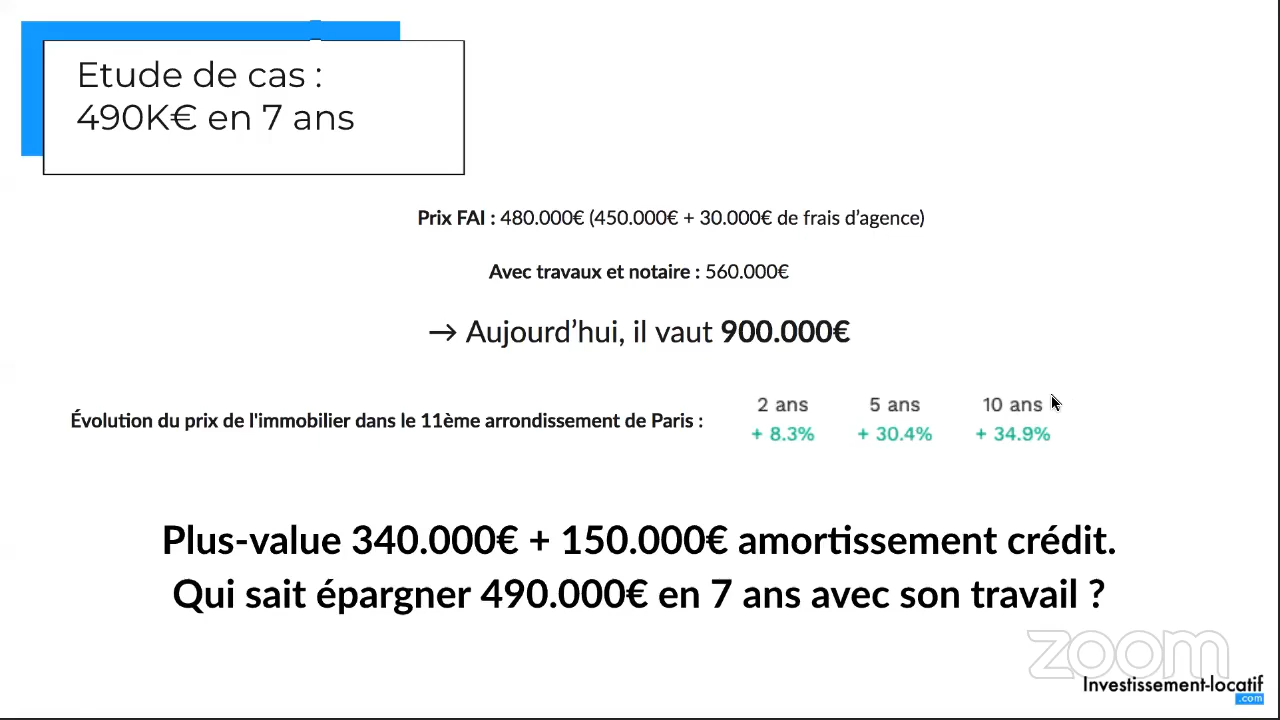 Etude de cas :
490K€ en 7 ans
Prix FAI : 480.000€ (450.000€ + 30.000€ de frais d’agence)
Avec travaux et notaire : 560.000€
→ Aujourd’hui, il vaut 900.000€
Évolution du prix de l'immobilier dans le 11ème arrondissement de Paris :
2 ans 5 ans 10 ans
+ 8.3% + 30.4% + 34.9%
Plus-value 340.000€ + 150.000€ amortissement crédit.
Qui sait épargner 490.000€ en 7 ans avec son travail ?
zoom
Investissement-locatif
.com